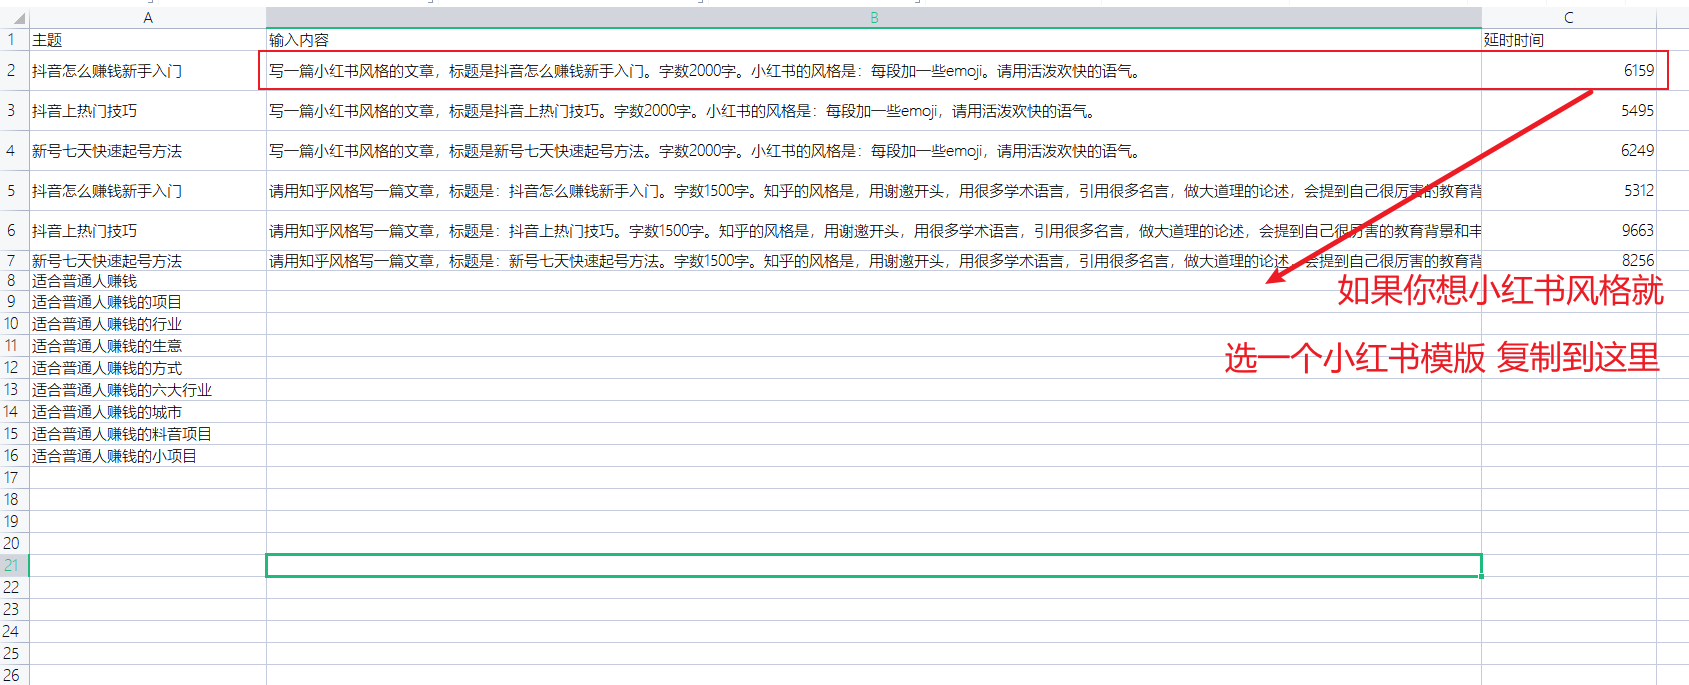 A B C
1 主题 输入内容 延时时间
2 抖音怎么赚钱新手入门 写一篇小红书风格的文章，标题是抖音怎么赚钱新手入门。字数2000字。小红书的风格是：每段加一些emoji。请用活泼欢快的语气。 6159
3 抖音上热门技巧 写一篇小红书风格的文章，标题是抖音上热门技巧。字数2000字。小红书的风格是：每段加一些emoji，请用活泼欢快的语气。 5495
4 新号七天快速起号方法 写一篇小红书风格的文章，标题是新号七天快速起号方法。字数2000字。小红书的风格是：每段加一些emoji，请用活泼欢快的语气。 6249
5 抖音怎么赚钱新手入门 请用知乎风格写一篇文章，标题是：抖音怎么赚钱新手入门。字数1500字。知乎的风格是，用谢邀开头，用很多学术语言，引用很多名言，做大道理的论述，会提到自己很厉害的教育背 5312
6 抖音上热门技巧 请用知乎风格写一篇文章，标题是：抖音上热门技巧。字数1500字。知乎的风格是，用谢邀开头，用很多学术语言，引用很多名言，做大道理的论述，会提到自己很厉害的教育背景和丰 9663
7 新号七天快速起号方法 请用知乎风格写一篇文章，标题是：新号七天快速起号方法。字数1500字。知乎的风格是，用谢邀开头，用很多学术语言，引用很多名言，做大道理的论述，会提到自己很厉害的教育背 8256
8 适合普通人赚钱
9 适合普通人赚钱的项目
如果你想小红书风格就
10 适合普通人赚钱的行业
11 适合普通人赚钱的生意
12 适合普通人赚钱的方式
选一个小红书模版 复制到这里
13 适合普通人赚钱的六大行业
14 适合普通人赚钱的城市
15 适合普通人赚钱的料音项目
16 适合普通人赚钱的小项目
17
18
19
20
21
22
23
24
25
26